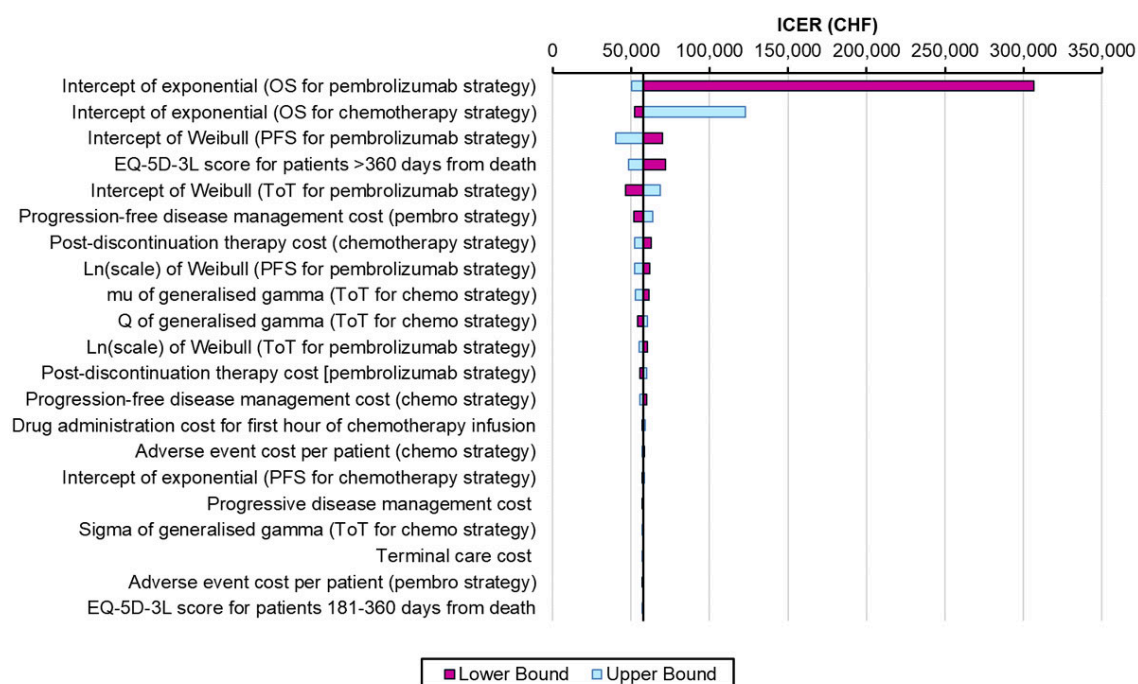 ICER (CHF)
0 50,000 100,000 150,000 200,000 250,000 300,000 350,000
Intercept of exponential (OS for pembrolizumab strategy)
Intercept of exponential (OS for chemotherapy strategy)
Intercept of Weibull (PFS for pembrolizumab strategy)
EQ-5D-3L score for patients >360 days from death
Intercept of Weibull (ToT for pembrolizumab strategy)
Progression-free disease management cost (pembro strategy)
Post-discontinuation therapy cost (chemotherapy strategy)
Ln(scale) of Weibull (PFS for pembrolizumab strategy)
mu of generalised gamma (ToT for chemo strategy)
Q of generalised gamma (ToT for chemo strategy)
Ln(scale) of Weibull (ToT for pembrolizumab strategy)
Post-discontinuation therapy cost [pembrolizumab strategy)
Progression-free disease management cost (chemo strategy)
Drug administration cost for first hour of chemotherapy infusion
Adverse event cost per patient (chemo strategy)
Intercept of exponential (PFS for chemotherapy strategy)
Progressive disease management cost
Sigma of generalised gamma (ToT for chemo strategy)
Terminal care cost
Adverse event cost per patient (pembro strategy)
EQ-5D-3L score for patients 181-360 days from death
Lower Bound Upper Bound